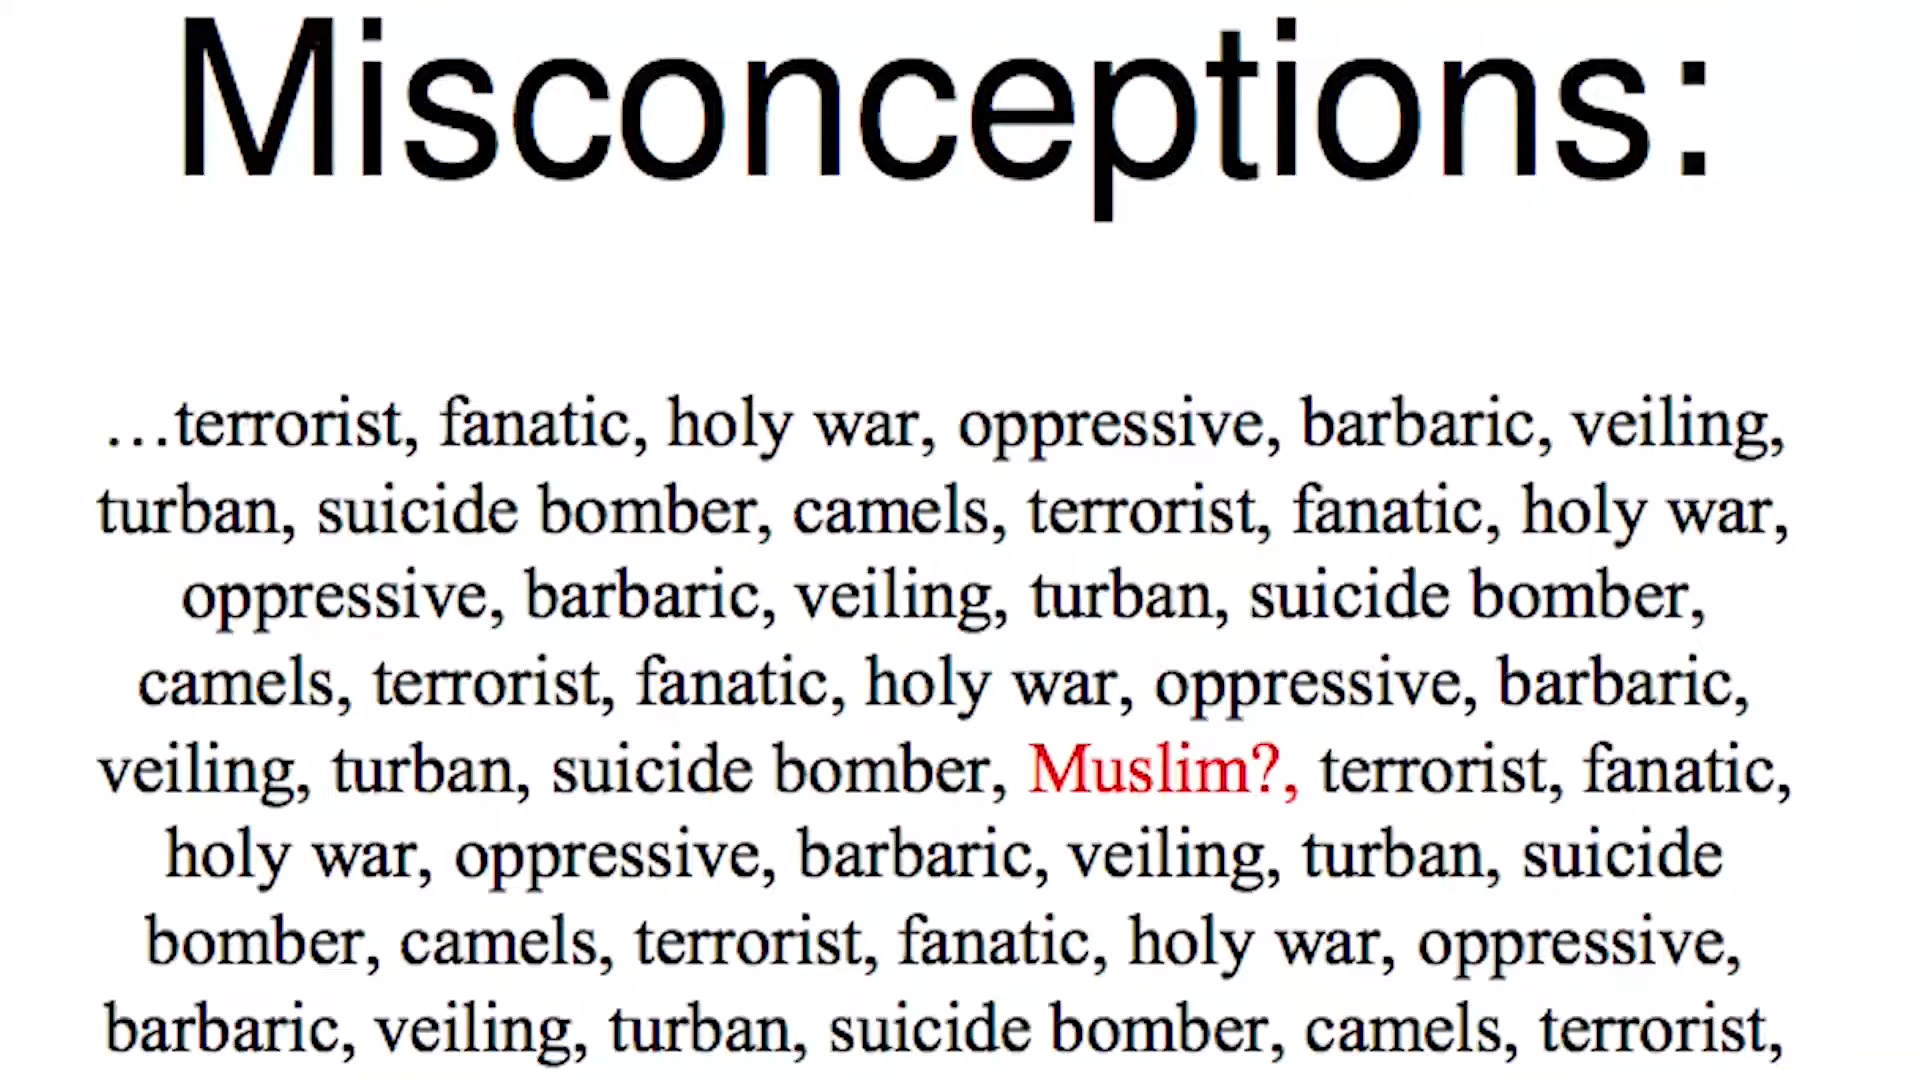 Misconceptions:
…terrorist, fanatic, holy war, oppressive, barbaric, veiling,
turban, suicide bomber, camels, terrorist, fanatic, holy war,
oppressive, barbaric, veiling, turban, suicide bomber,
camels, terrorist, fanatic, holy war, oppressive, barbaric,
veiling, turban, suicide bomber, Muslim?, terrorist, fanatic,
holy war, oppressive, barbaric, veiling, turban, suicide
bomber, camels, terrorist, fanatic, holy war, oppressive,
barbaric, veiling, turban, suicide bomber, camels, terrorist,